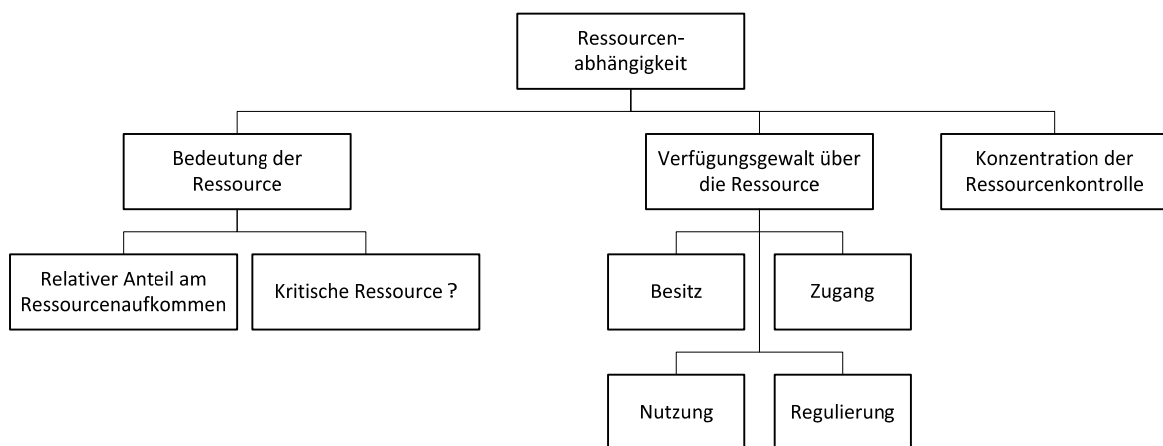 Ressourcen-
abhängigkeit
Bedeutung der
Ressource
Verfügungsgewalt über
die Ressource
Konzentration der
Ressourcenkontrolle
Relativer Anteil am
Ressourcenaufkommen
Kritische Ressource ?
Besitz
Zugang
Nutzung
Regulierung